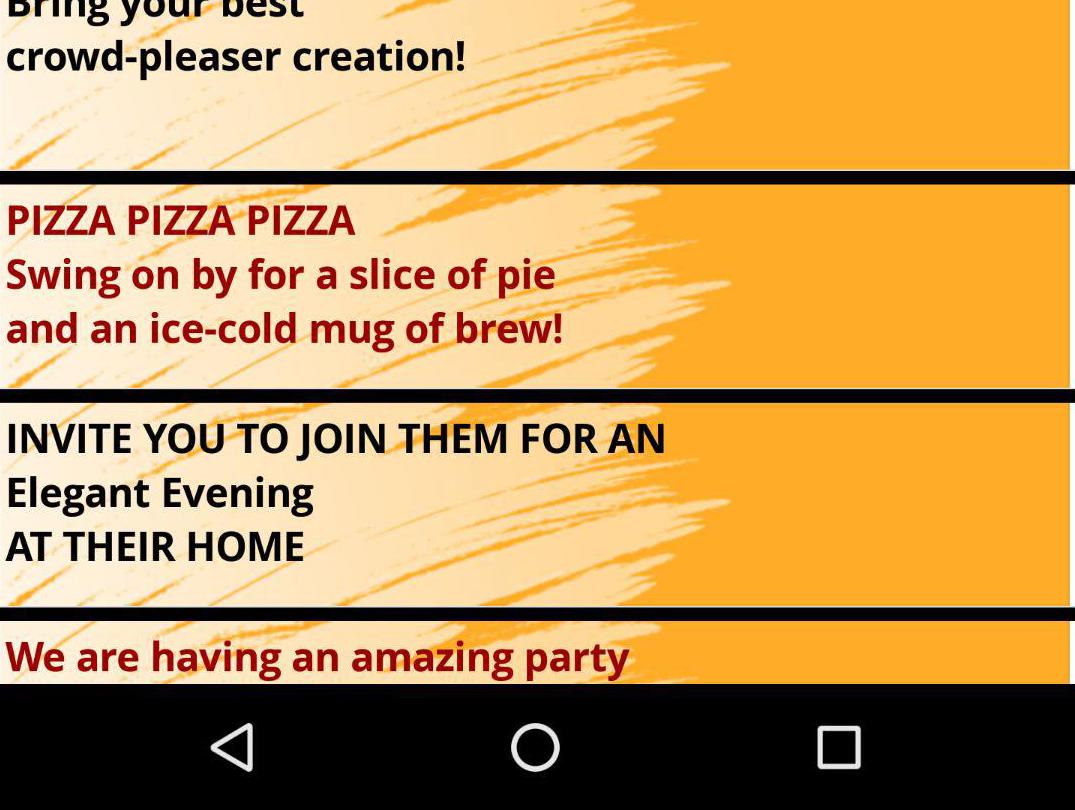 Bring your best
crowd-pleaser creation!
PIZZA PIZZA PIZZA
Swing on by for a slice of pie
and an ice-cold mug of brew!
INVITE YOU TO JOIN THEM FOR AN
Elegant Evening
AT THEIR HOME
We are having an amazing party